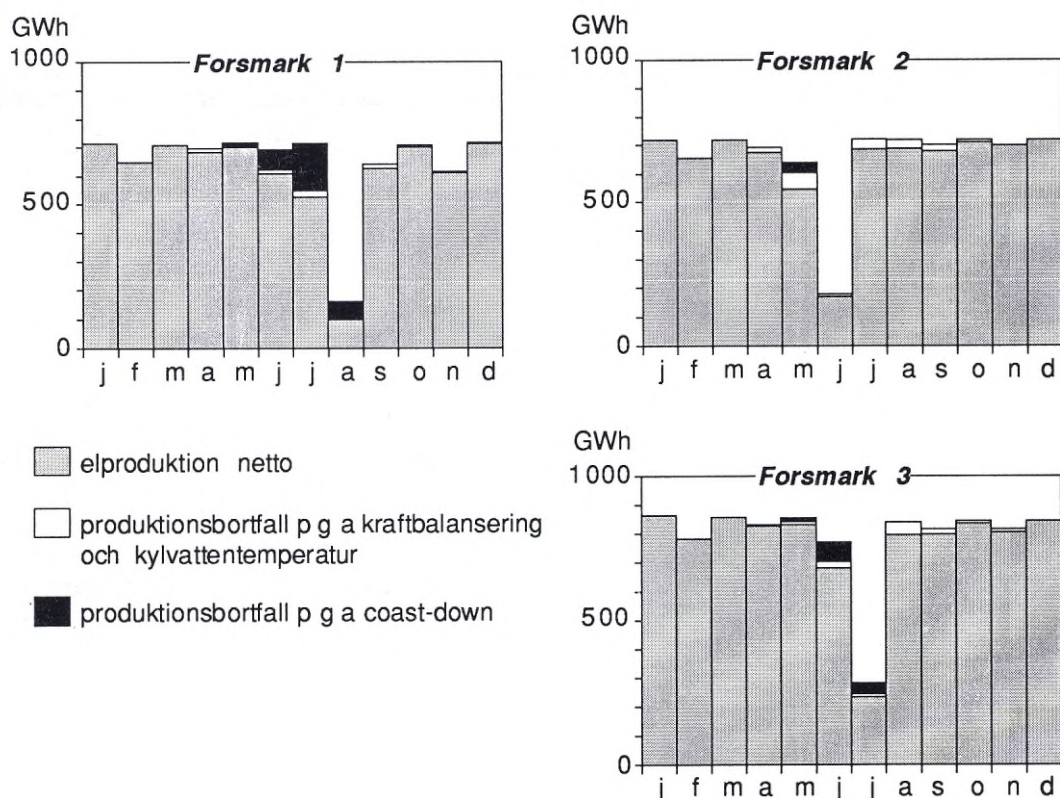 GWh
1000
Forsmark 1
500
0
j f m a m j j a s o n d
GWh
1000
Forsmark 2
500
0
j f m a m j j a s o n d
elproduktion netto
produktionsbortfall p g a kraftbalansering
och kylvattentemperatur
produktionsbortfall p g a coast-down
GWh
1000
Forsmark 3
500
0
j f m a m j j a s o n d